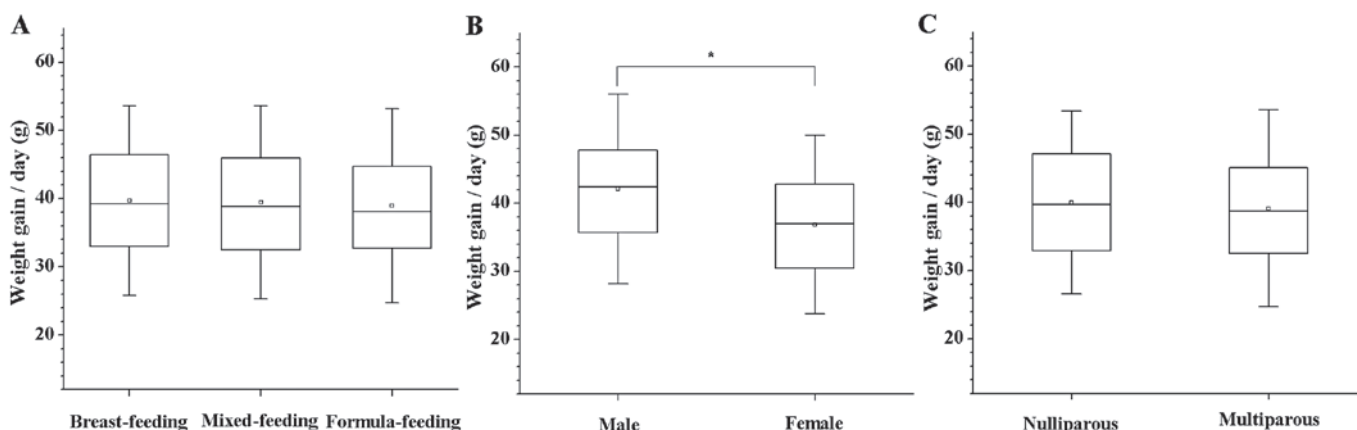 A
Weight gain / day (g)
60
50
40
30
20
Breast-feeding Mixed-feeding Formula-feeding
B
Weight gain / day (g)
60
50
40
30
20
*
Male Female
C
Weight gain / day (g)
60
50
40
30
20
Nulliparous Multiparous